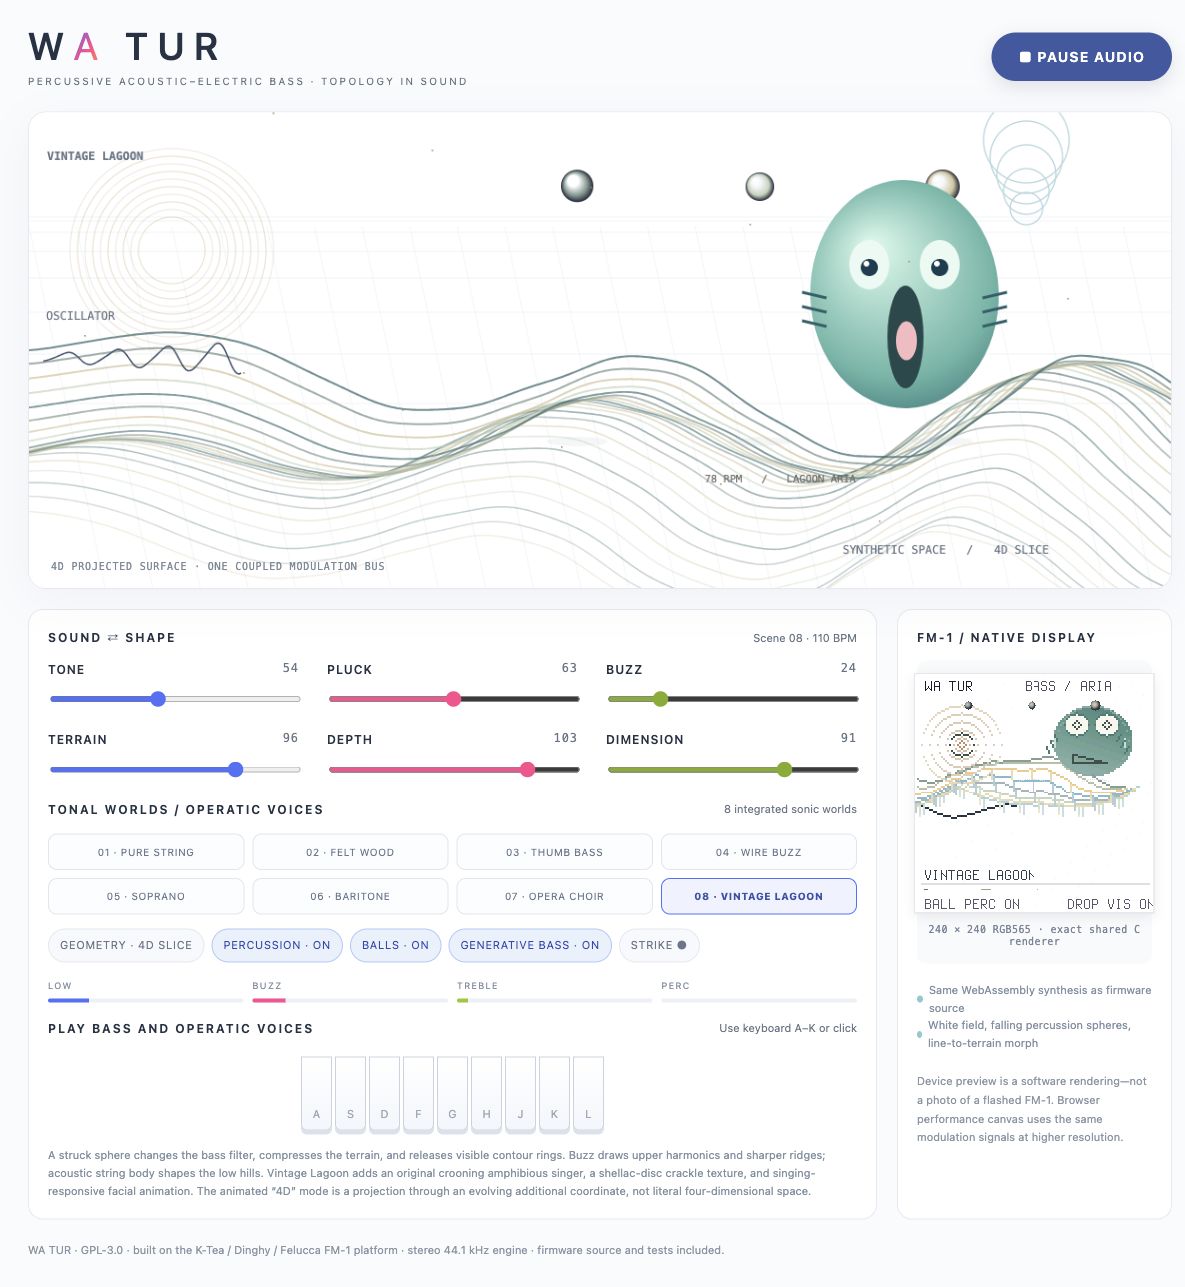 WA TUR
PERCUSSIVE ACOUSTIC–ELECTRIC BASS · TOPOLOGY IN SOUND
PAUSE AUDIO
VINTAGE LAGOON
OSCILLATOR
78 RPM / LAGOON ARIA
SYNTHETIC SPACE / 4D SLICE
4D PROJECTED SURFACE · ONE COUPLED MODULATION BUS
SOUND ⇄ SHAPE
Scene 08 · 110 BPM
TONE 54
PLUCK 63
BUZZ 24
TERRAIN 96
DEPTH 103
DIMENSION 91
TONAL WORLDS / OPERATIC VOICES
8 integrated sonic worlds
01 · PURE STRING
02 · FELT WOOD
03 · THUMB BASS
04 · WIRE BUZZ
05 · SOPRANO
06 · BARITONE
07 · OPERA CHOIR
08 · VINTAGE LAGOON
GEOMETRY · 4D SLICE
PERCUSSION · ON
BALLS · ON
GENERATIVE BASS · ON
STRIKE ●
LOW
BUZZ
TREBLE
PERC
PLAY BASS AND OPERATIC VOICES
Use keyboard A–K or click
A S D F G H J K L
A struck sphere changes the bass filter, compresses the terrain, and releases visible contour rings. Buzz draws upper harmonics and sharper ridges;
acoustic string body shapes the low hills. Vintage Lagoon adds an original crooning amphibious singer, a shellac-disc crackle texture, and singing-
responsive facial animation. The animated "4D" mode is a projection through an evolving additional coordinate, not literal four-dimensional space.
FM-1 / NATIVE DISPLAY
WA TUR BASS / ARIA
VINTAGE LAGOON
BALL PERC ON DROP VIS ON
240 × 240 RGB565 · exact shared C
renderer
Same WebAssembly synthesis as firmware
source
White field, falling percussion spheres,
line-to-terrain morph
Device preview is a software rendering—not
a photo of a flashed FM-1. Browser
performance canvas uses the same
modulation signals at higher resolution.
WA TUR · GPL-3.0 · built on the K-Tea / Dinghy / Felucca FM-1 platform · stereo 44.1 kHz engine · firmware source and tests included.